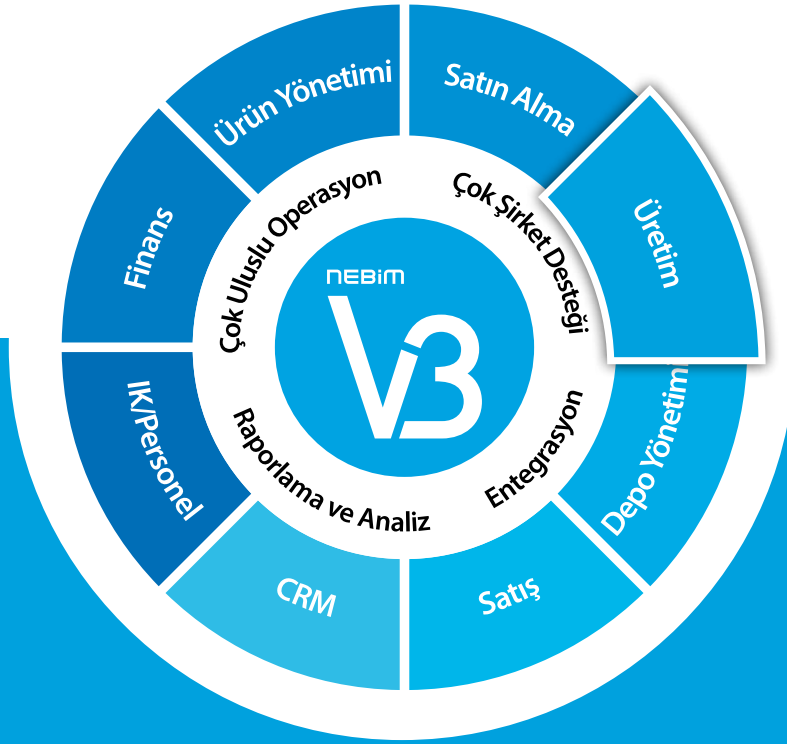 Ürün Yönetimi
Satın Alma
Üretim
Depo Yönetimi
Satış
CRM
IK/Personel
Finans
Çok Uluslu Operasyon
Çok Şirket Desteği
Entegrasyon
Raporlama ve Analiz
NEBiM
V3